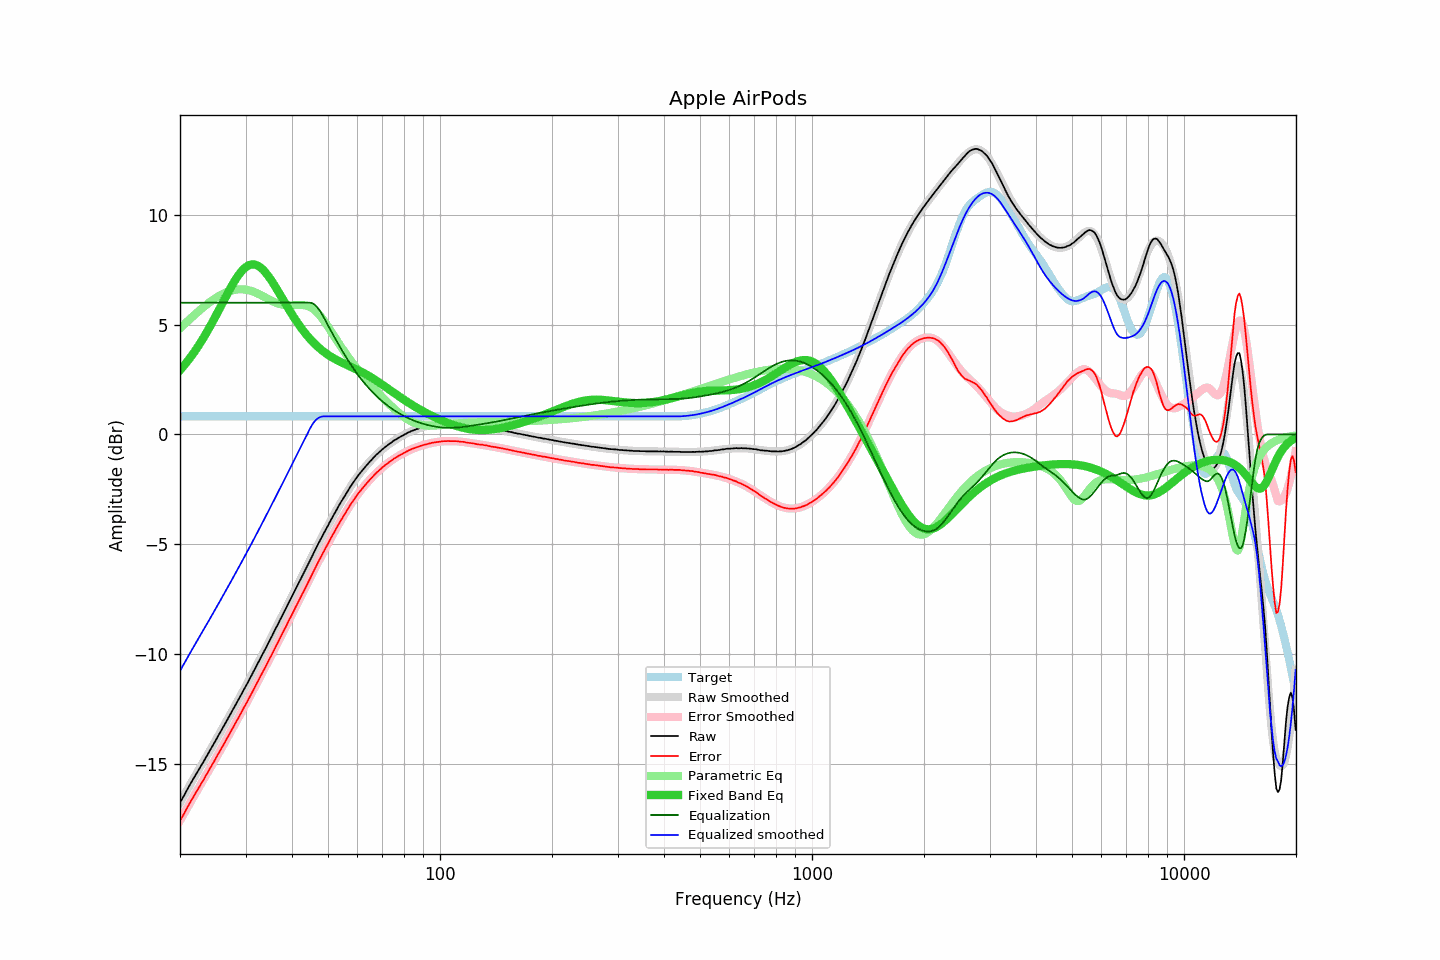 Apple AirPods
Amplitude (dBr)
10
5
0
−5
−10
−15
Target
Raw Smoothed
Error Smoothed
Raw
Error
Parametric Eq
Fixed Band Eq
Equalization
Equalized smoothed
100
1000
10000
Frequency (Hz)